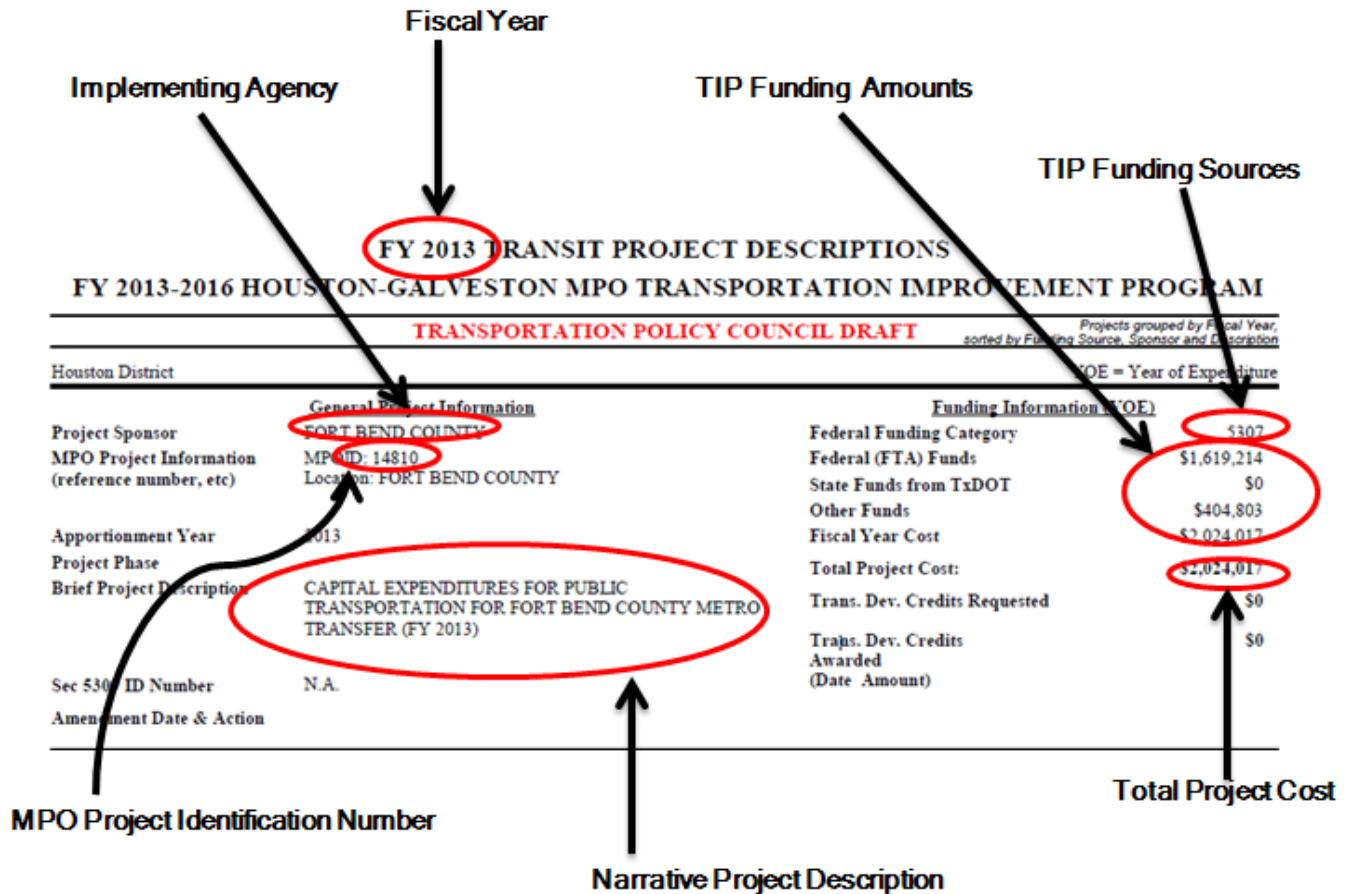 Fiscal Year
Implementing Agency
TIP Funding Amounts
TIP Funding Sources
FY 2013 TRANSIT PROJECT DESCRIPTIONS
FY 2013-2016 HOUSTON-GALVESTON MPO TRANSPORTATION IMPROVEMENT PROGRAM
TRANSPORTATION POLICY COUNCIL DRAFT
Projects grouped by Fiscal Year,
sorted by Funding Source, Sponsor and Description
Houston District
YOE = Year of Expenditure
General Project Information
Project Sponsor FORT BEND COUNTY
MPO Project Information MPOID: 14810
(reference number, etc) Location: FORT BEND COUNTY
Apportionment Year 2013
Project Phase
Brief Project Description CAPITAL EXPENDITURES FOR PUBLIC
TRANSPORTATION FOR FORT BEND COUNTY METRO
TRANSFER (FY 2013)
Sec 5309 ID Number N.A.
Amendment Date & Action
Funding Information (YOE)
Federal Funding Category 5307
Federal (FTA) Funds $1,619,214
State Funds from TxDOT $0
Other Funds $404,803
Fiscal Year Cost $2,024,017
Total Project Cost: $2,024,017
Trans. Dev. Credits Requested $0
Trans. Dev. Credits $0
Awarded
(Date Amount)
MPO Project Identification Number
Total Project Cost
Narrative Project Description